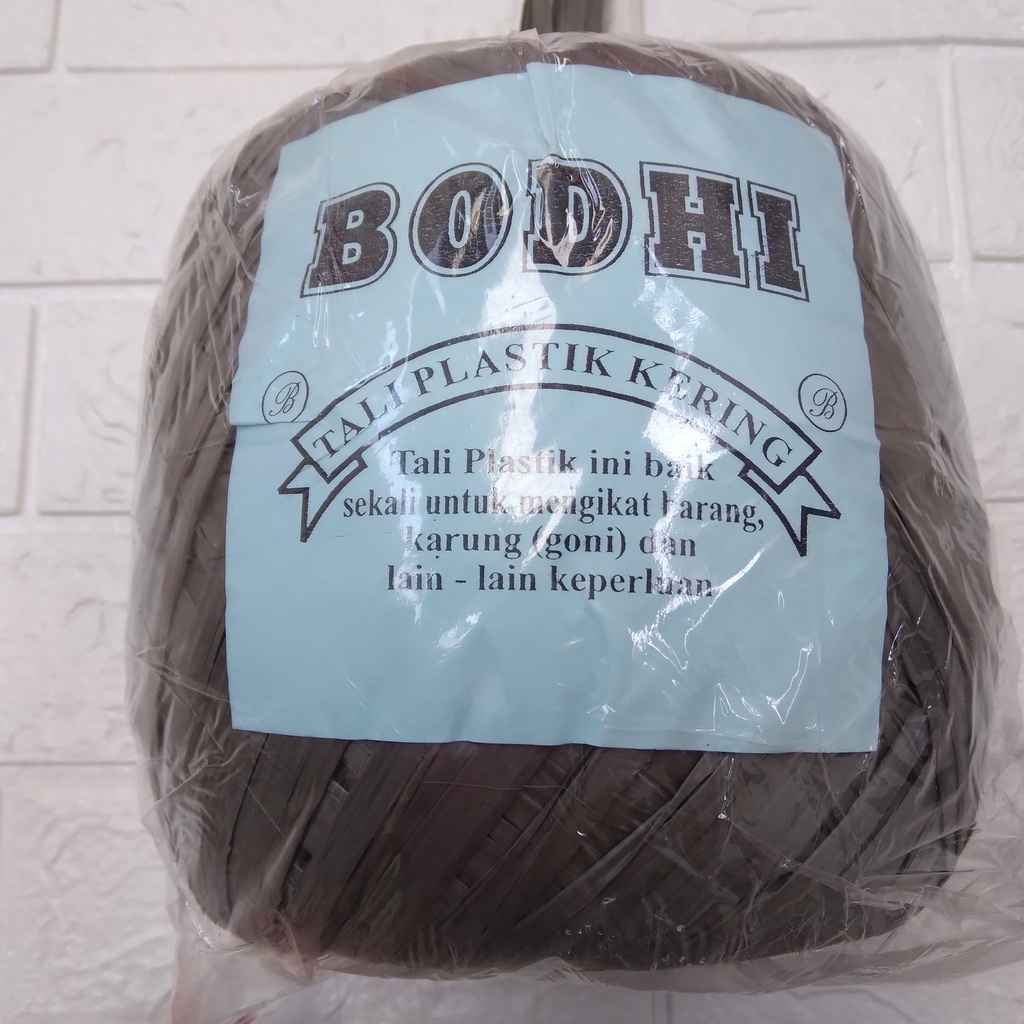 BODHI
TALI PLASTIK KERING
B
B
Tali Plastik ini baik
sekali untuk mengikat barang,
karung (goni) dan
lain - lain keperluan